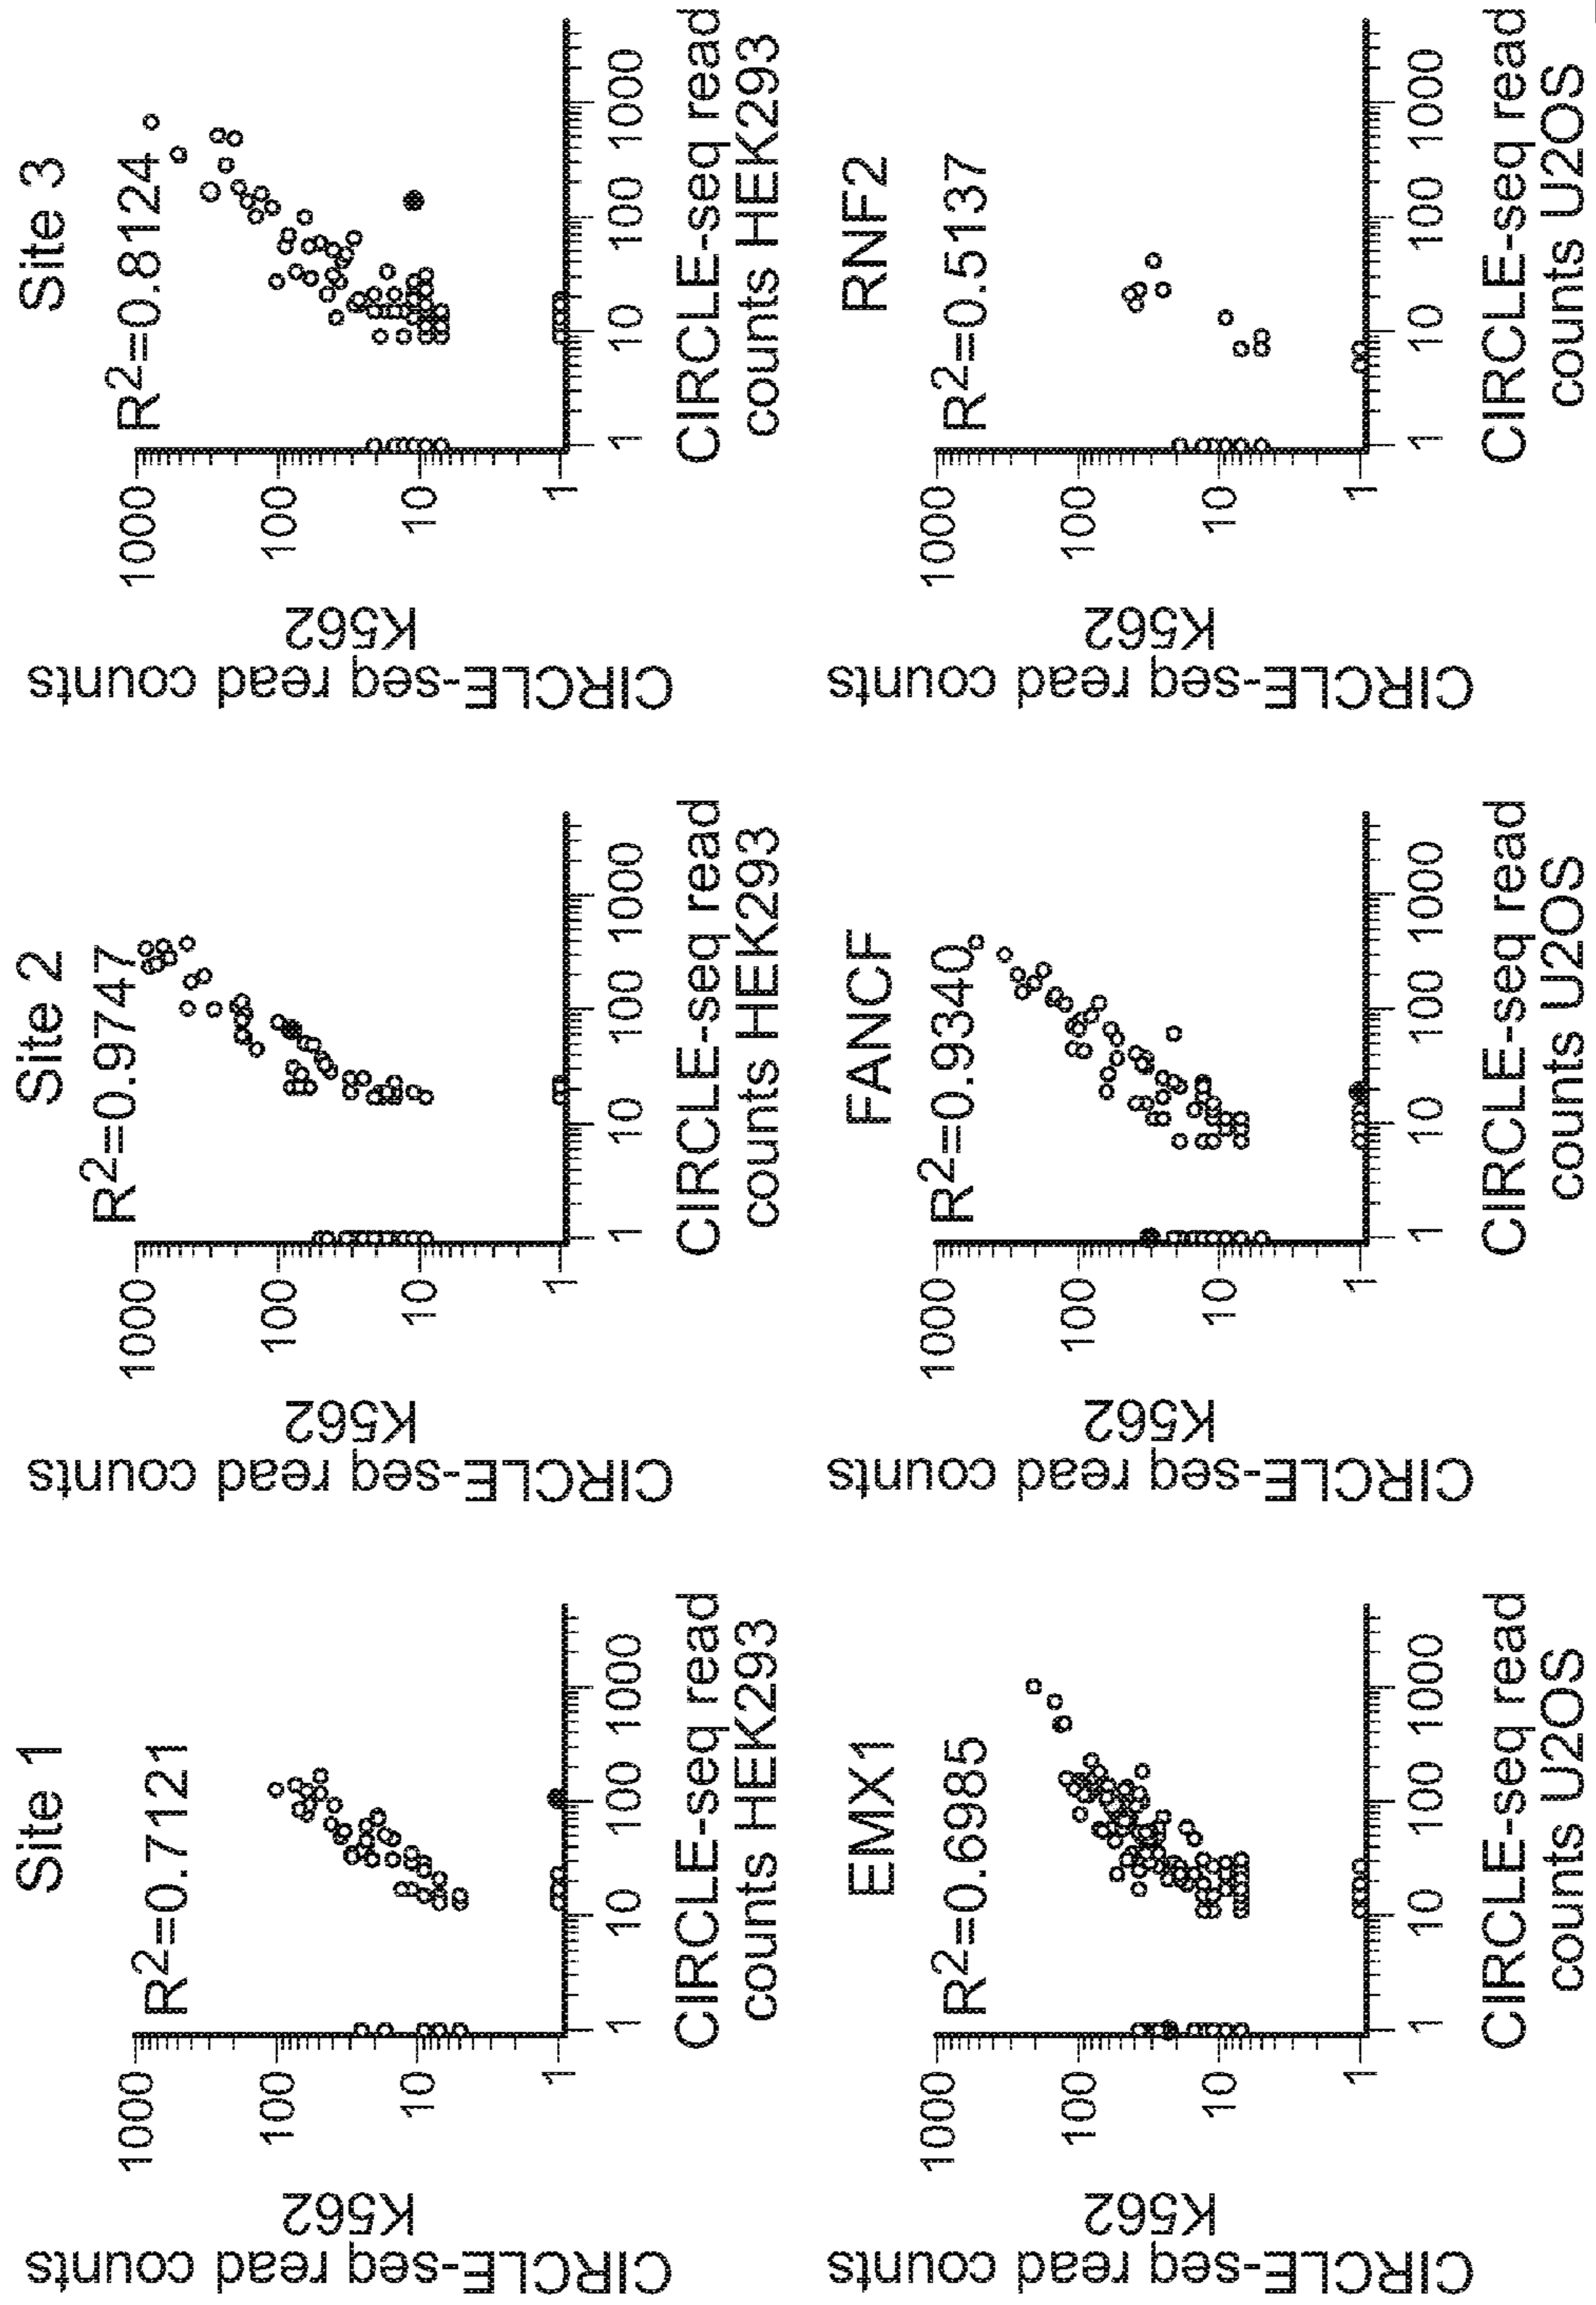 Site 1
R²=0.7121
CIRCLE-seq read counts
K562
1000
100
10
1
1 10 100 1000
CIRCLE-seq read
counts HEK293
Site 2
R²=0.9747
CIRCLE-seq read counts
K562
1000
100
10
1
1 10 100 1000
CIRCLE-seq read
counts HEK293
Site 3
R²=0.8124
CIRCLE-seq read counts
K562
1000
100
10
1
1 10 100 1000
CIRCLE-seq read
counts HEK293
EMX1
R²=0.6985
CIRCLE-seq read counts
K562
1000
100
10
1
1 10 100 1000
CIRCLE-seq read
counts U2OS
FANCF
R²=0.9340
CIRCLE-seq read counts
K562
1000
100
10
1
1 10 100 1000
CIRCLE-seq read
counts U2OS
RNF2
R²=0.5137
CIRCLE-seq read counts
K562
1000
100
10
1
1 10 100 1000
CIRCLE-seq read
counts U2OS